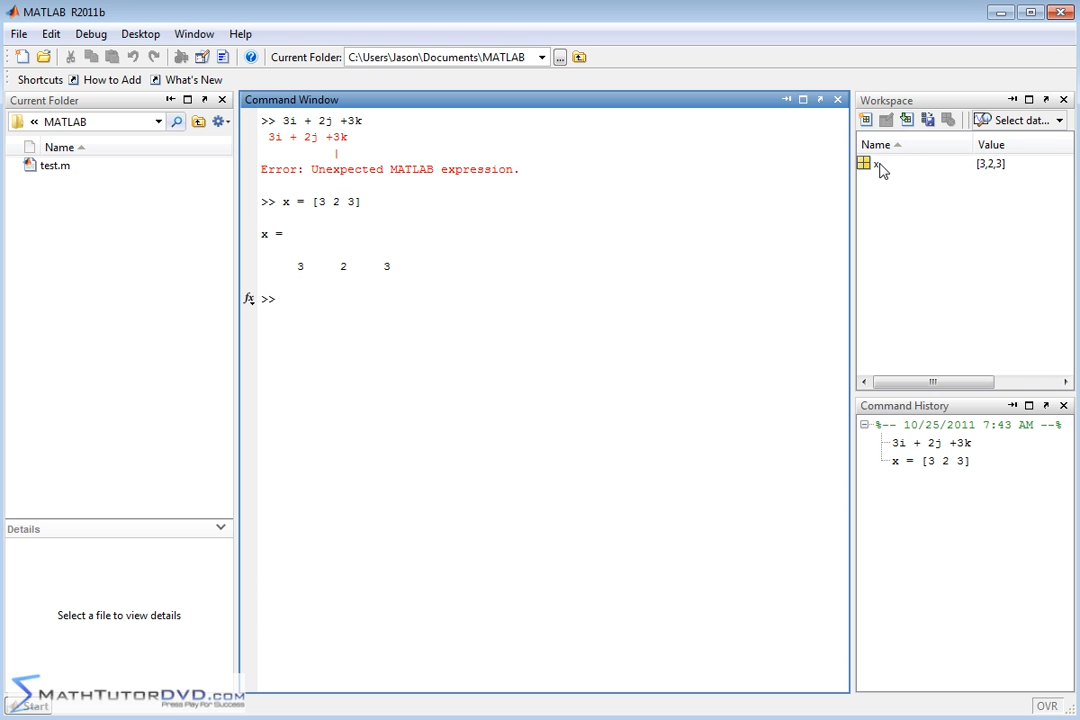 MATLAB R2011b
File Edit Debug Desktop Window Help
Current Folder: C:\Users\Jason\Documents\MATLAB ...
Shortcuts How to Add What's New
Current Folder
« MATLAB
Name
test.m
Details
Select a file to view details
Command Window
>> 3i + 2j +3k
3i + 2j +3k
|
Error: Unexpected MATLAB expression.
>> x = [3 2 3]
x =
3 2 3
fx >>
Workspace
Select dat...
Name Value
x [3,2,3]
Command History
%-- 10/25/2011 7:43 AM --%
3i + 2j +3k
x = [3 2 3]
MATHTUTORDVD.COM
PRESS PLAY FOR SUCCESS
Start
OVR